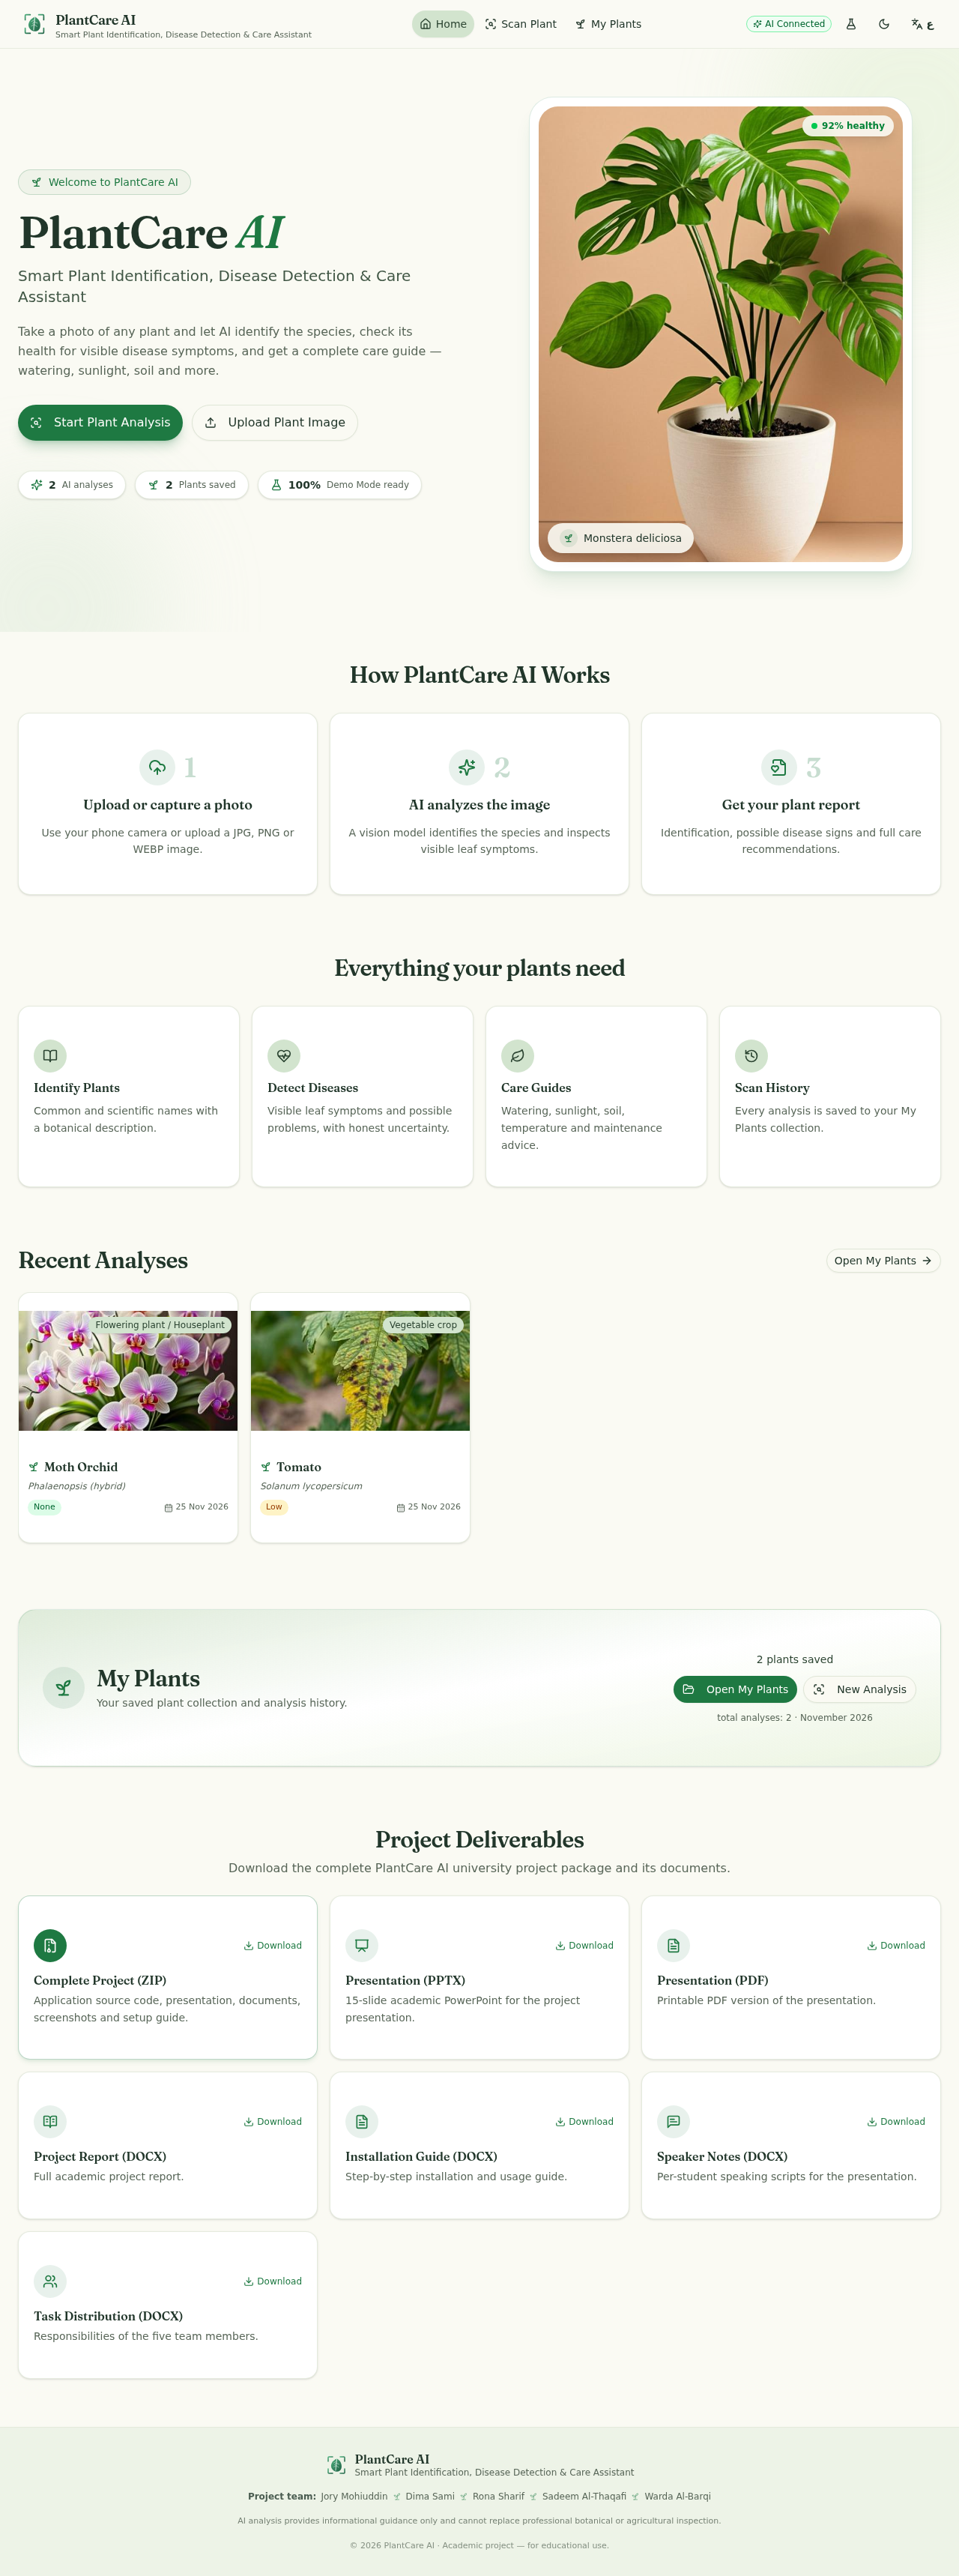 PlantCare AI
Smart Plant Identification, Disease Detection & Care Assistant
Home
Scan Plant
My Plants
AI Connected
ع
Welcome to PlantCare AI
PlantCare AI
Smart Plant Identification, Disease Detection & Care
Assistant
Take a photo of any plant and let AI identify the species, check its
health for visible disease symptoms, and get a complete care guide —
watering, sunlight, soil and more.
Start Plant Analysis
Upload Plant Image
2 AI analyses
2 Plants saved
100% Demo Mode ready
92% healthy
Monstera deliciosa
How PlantCare AI Works
1
Upload or capture a photo
Use your phone camera or upload a JPG, PNG or
WEBP image.
2
AI analyzes the image
A vision model identifies the species and inspects
visible leaf symptoms.
3
Get your plant report
Identification, possible disease signs and full care
recommendations.
Everything your plants need
Identify Plants
Common and scientific names with
a botanical description.
Detect Diseases
Visible leaf symptoms and possible
problems, with honest uncertainty.
Care Guides
Watering, sunlight, soil,
temperature and maintenance
advice.
Scan History
Every analysis is saved to your My
Plants collection.
Recent Analyses
Open My Plants
Flowering plant / Houseplant
Moth Orchid
Phalaenopsis (hybrid)
None
25 Nov 2026
Vegetable crop
Tomato
Solanum lycopersicum
Low
25 Nov 2026
My Plants
Your saved plant collection and analysis history.
2 plants saved
Open My Plants
New Analysis
total analyses: 2 · November 2026
Project Deliverables
Download the complete PlantCare AI university project package and its documents.
Download
Complete Project (ZIP)
Application source code, presentation, documents,
screenshots and setup guide.
Download
Presentation (PPTX)
15-slide academic PowerPoint for the project
presentation.
Download
Presentation (PDF)
Printable PDF version of the presentation.
Download
Project Report (DOCX)
Full academic project report.
Download
Installation Guide (DOCX)
Step-by-step installation and usage guide.
Download
Speaker Notes (DOCX)
Per-student speaking scripts for the presentation.
Download
Task Distribution (DOCX)
Responsibilities of the five team members.
PlantCare AI
Smart Plant Identification, Disease Detection & Care Assistant
Project team: Jory Mohiuddin Dima Sami Rona Sharif Sadeem Al-Thaqafi Warda Al-Barqi
AI analysis provides informational guidance only and cannot replace professional botanical or agricultural inspection.
© 2026 PlantCare AI · Academic project — for educational use.